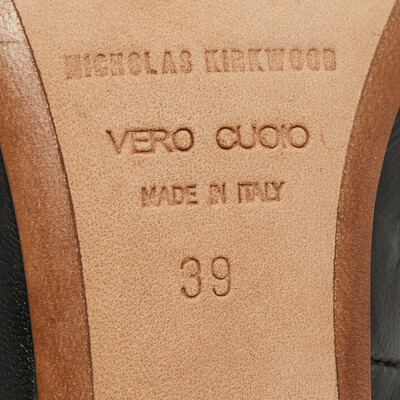 NICHOLAS KIRKWOOD
VERO CUOIO
MADE IN ITALY
39